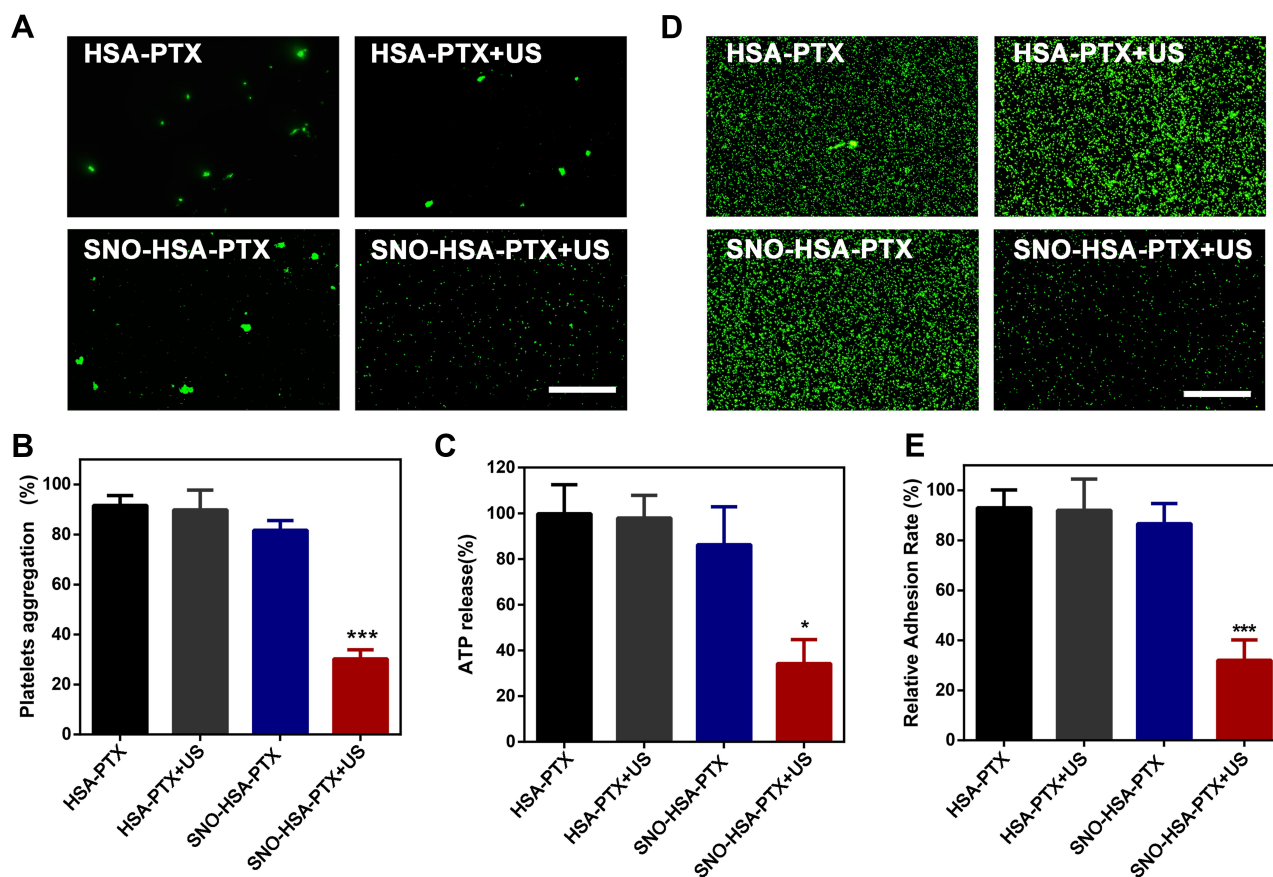 A
HSA-PTX
HSA-PTX+US
SNO-HSA-PTX
SNO-HSA-PTX+US
D
HSA-PTX
HSA-PTX+US
SNO-HSA-PTX
SNO-HSA-PTX+US
B
Platelets aggregation (%)
100
80
60
40
20
0
***
HSA-PTX
HSA-PTX+US
SNO-HSA-PTX
SNO-HSA-PTX+US
C
ATP release(%)
120
100
80
60
40
20
0
*
HSA-PTX
HSA-PTX+US
SNO-HSA-PTX
SNO-HSA-PTX+US
E
Relative Adhesion Rate (%)
100
80
60
40
20
0
***
HSA-PTX
HSA-PTX+US
SNO-HSA-PTX
SNO-HSA-PTX+US